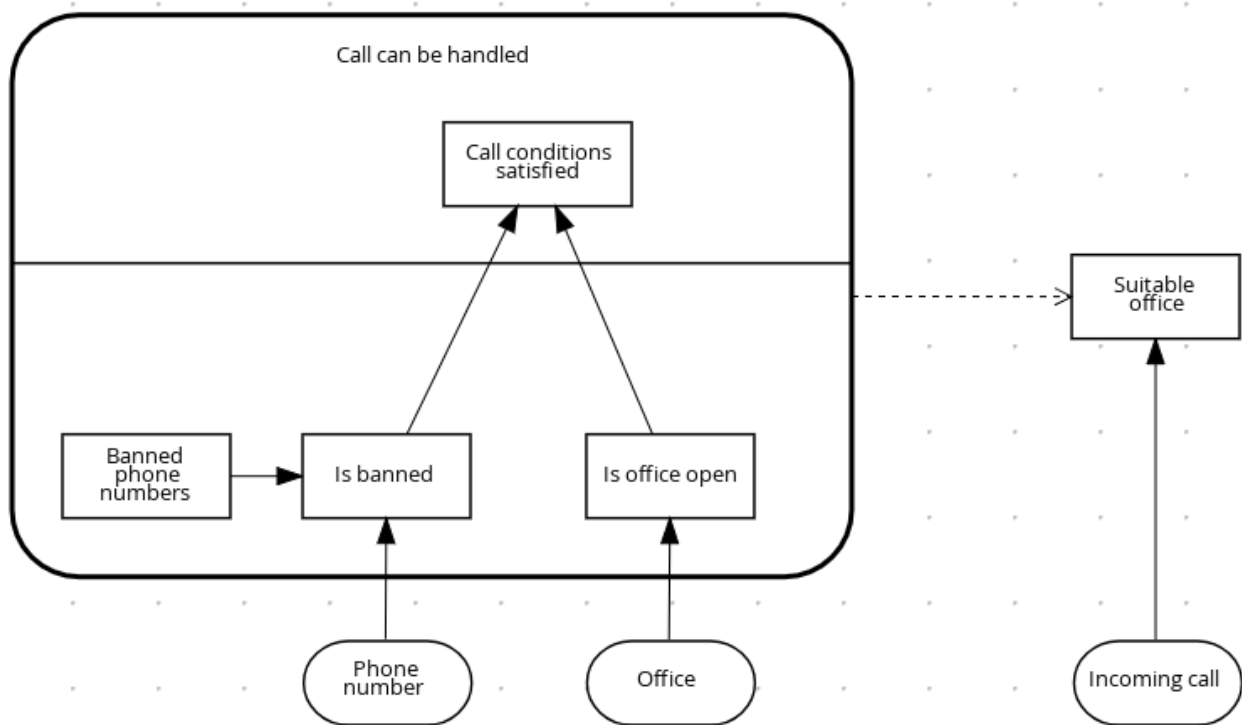 Call can be handled
Call conditions
satisfied
Suitable
office
Banned
phone
numbers
Is banned
Is office open
Phone
number
Office
Incoming call